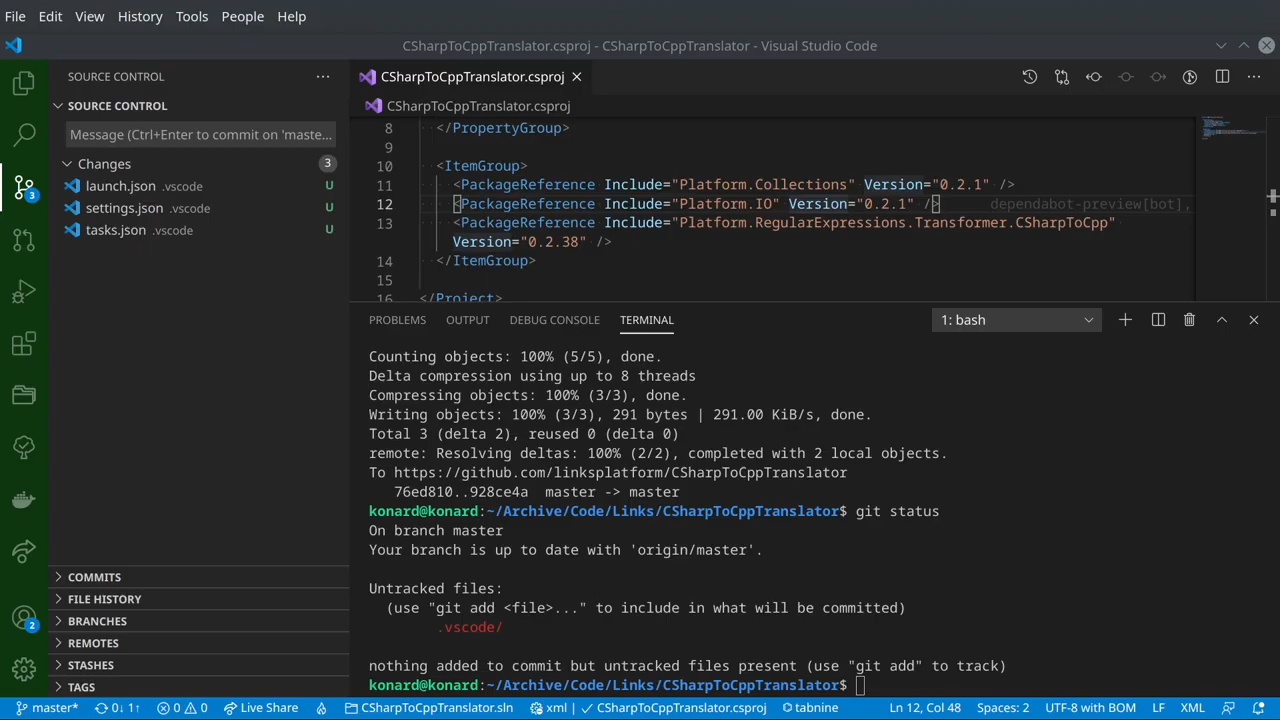 File Edit View History Tools People Help
CSharpToCppTranslator.csproj - CSharpToCppTranslator - Visual Studio Code
SOURCE CONTROL
SOURCE CONTROL
Message (Ctrl+Enter to commit on 'maste...
Changes 3
launch.json .vscode U
settings.json .vscode U
tasks.json .vscode U
COMMITS
FILE HISTORY
BRANCHES
REMOTES
STASHES
TAGS
3
2
CSharpToCppTranslator.csproj
CSharpToCppTranslator.csproj
8 </PropertyGroup>
9
10 <ItemGroup>
11 <PackageReference Include="Platform.Collections" Version="0.2.1" />
12 <PackageReference Include="Platform.IO" Version="0.2.1" /> dependabot-preview[bot],
13 <PackageReference Include="Platform.RegularExpressions.Transformer.CSharpToCpp"
Version="0.2.38" />
14 </ItemGroup>
15
16 </Project>
PROBLEMS OUTPUT DEBUG CONSOLE TERMINAL 1: bash
Counting objects: 100% (5/5), done.
Delta compression using up to 8 threads
Compressing objects: 100% (3/3), done.
Writing objects: 100% (3/3), 291 bytes | 291.00 KiB/s, done.
Total 3 (delta 2), reused 0 (delta 0)
remote: Resolving deltas: 100% (2/2), completed with 2 local objects.
To https://github.com/linksplatform/CSharpToCppTranslator
76ed810..928ce4a master -> master
konard@konard:~/Archive/Code/Links/CSharpToCppTranslator$ git status
On branch master
Your branch is up to date with 'origin/master'.
Untracked files:
(use "git add <file>..." to include in what will be committed)
.vscode/
nothing added to commit but untracked files present (use "git add" to track)
konard@konard:~/Archive/Code/Links/CSharpToCppTranslator$
master* 0↓ 1↑ 0 0 Live Share CSharpToCppTranslator.sln xml | ✓ CSharpToCppTranslator.csproj tabnine Ln 12, Col 48 Spaces: 2 UTF-8 with BOM LF XML